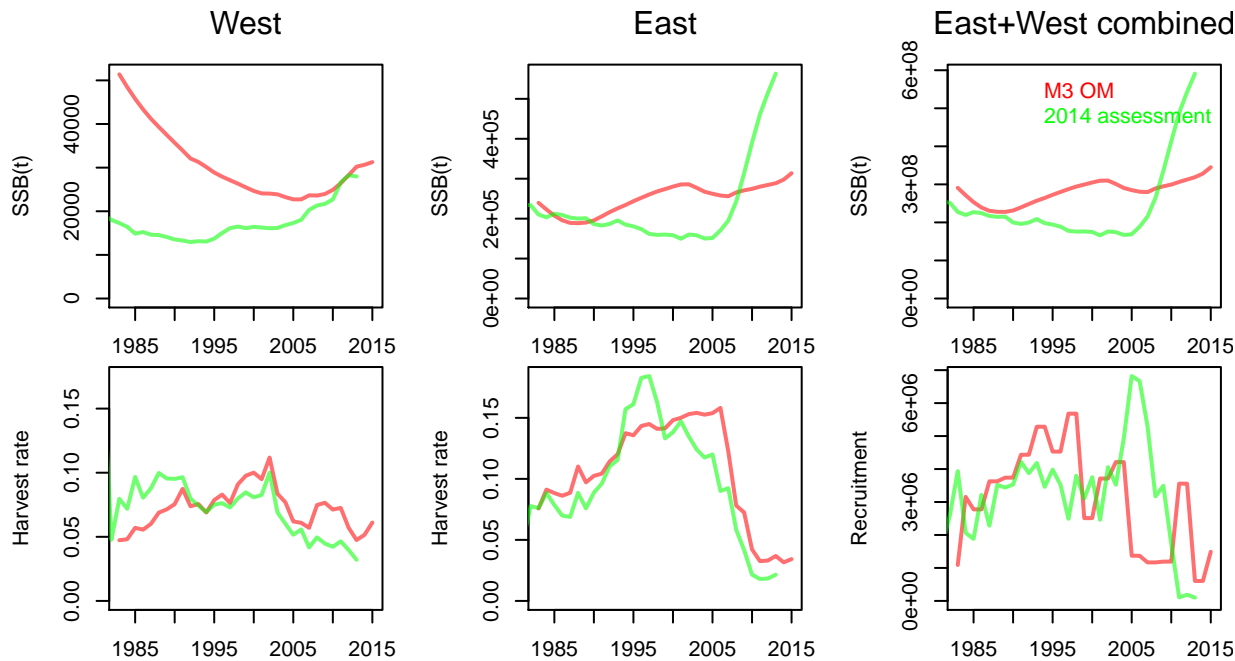 West
East
East+West combined
SSB(t)
0
20000
40000
1985
1995
2005
2015
SSB(t)
0e+00
2e+05
4e+05
1985
1995
2005
2015
SSB(t)
0e+00
3e+08
6e+08
M3 OM
2014 assessment
1985
1995
2005
2015
Harvest rate
0.00
0.05
0.10
0.15
1985
1995
2005
2015
Harvest rate
0.00
0.05
0.10
0.15
1985
1995
2005
2015
Recruitment
0e+00
3e+06
6e+06
1985
1995
2005
2015